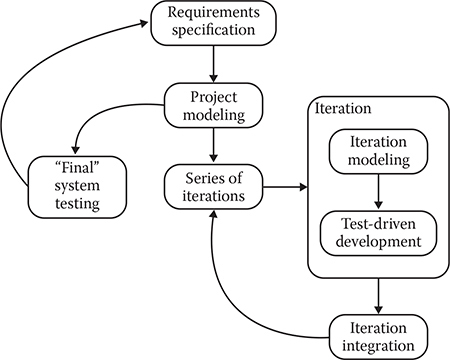 Requirements
specification
Project
modeling
Iteration
Iteration
modeling
“Final”
system
testing
Series of
iterations
Test-driven
development
Iteration
integration